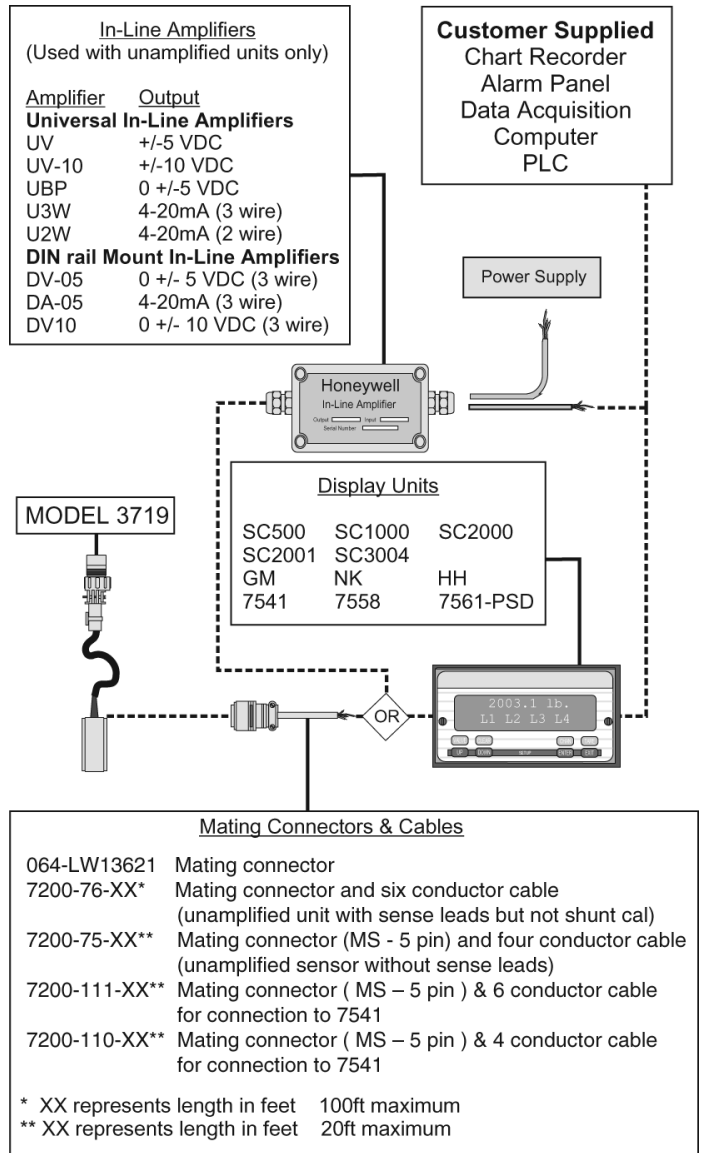 In-Line Amplifiers
(Used with unamplified units only)
Amplifier Output
Universal In-Line Amplifiers
UV +/-5 VDC
UV-10 +/-10 VDC
UBP 0 +/-5 VDC
U3W 4-20mA (3 wire)
U2W 4-20mA (2 wire)
DIN rail Mount In-Line Amplifiers
DV-05 0 +/- 5 VDC (3 wire)
DA-05 4-20mA (3 wire)
DV10 0 +/- 10 VDC (3 wire)
Customer Supplied
Chart Recorder
Alarm Panel
Data Acquisition
Computer
PLC
Power Supply
Honeywell
In-Line Amplifier
Output Input
Serial Number
Display Units
SC500 SC1000 SC2000
SC2001 SC3004
GM NK HH
7541 7558 7561-PSD
MODEL 3719
OR
2003.1 lb.
L1 L2 L3 L4
UP DOWN SETUP ENTER EXIT
Mating Connectors & Cables
064-LW13621 Mating connector
7200-76-XX* Mating connector and six conductor cable
(unamplified unit with sense leads but not shunt cal)
7200-75-XX** Mating connector (MS - 5 pin) and four conductor cable
(unamplified sensor without sense leads)
7200-111-XX** Mating connector ( MS – 5 pin ) & 6 conductor cable
for connection to 7541
7200-110-XX** Mating connector ( MS – 5 pin ) & 4 conductor cable
for connection to 7541
* XX represents length in feet 100ft maximum
** XX represents length in feet 20ft maximum